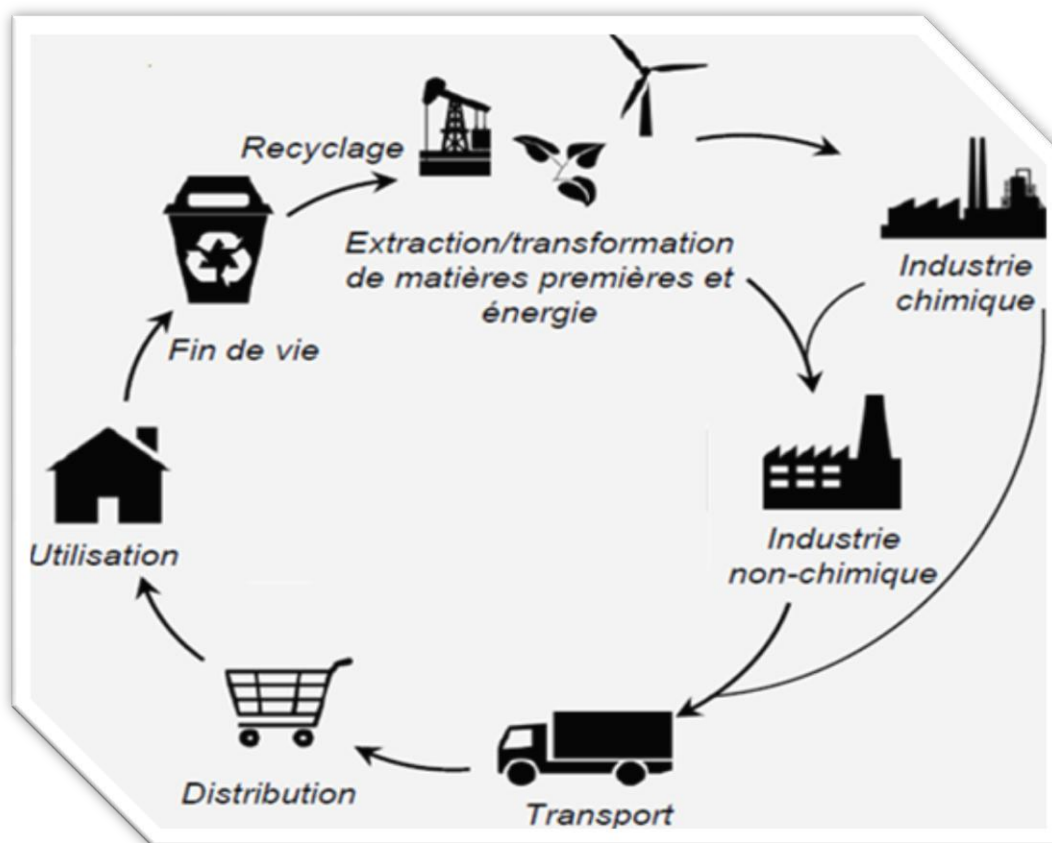 Recyclage
Extraction/transformation
de matières premières et
énergie
Industrie
chimique
Fin de vie
Industrie
non-chimique
Utilisation
Distribution
Transport